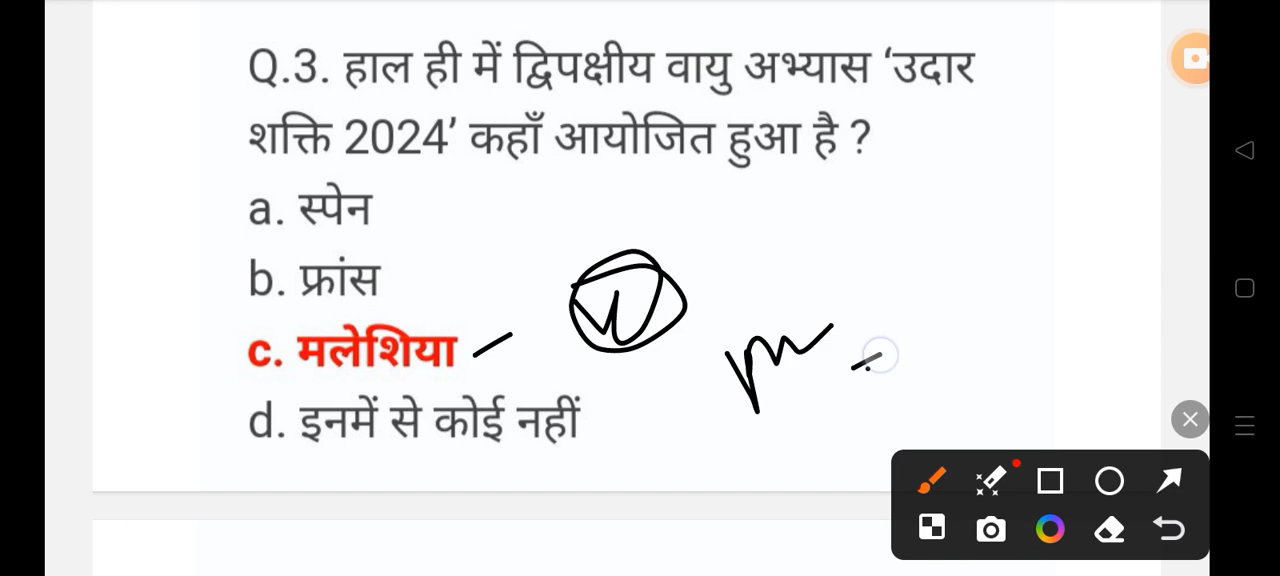 Q.3. हाल ही में द्विपक्षीय वायु अभ्यास ‘उदार
शक्ति 2024’ कहाँ आयोजित हुआ है ?
a. स्पेन
b. फ्रांस
c. मलेशिया
d. इनमें से कोई नहीं